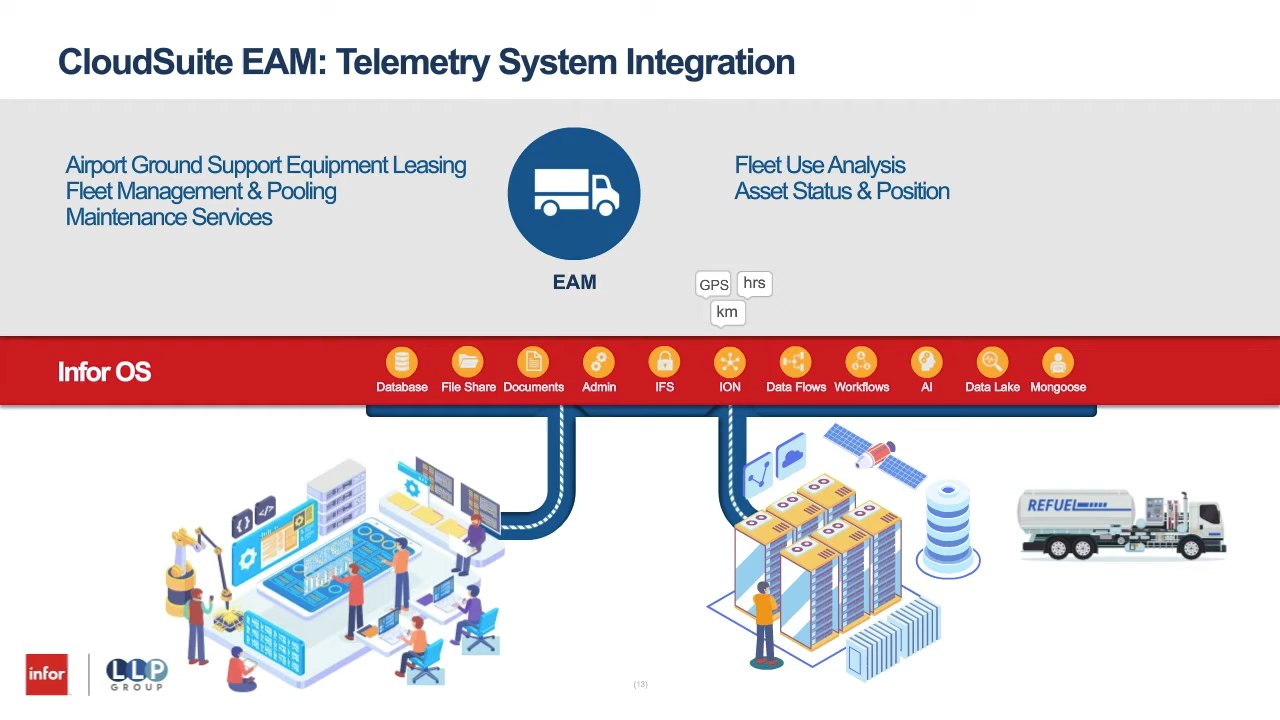 CloudSuite EAM: Telemetry System Integration
Airport Ground Support Equipment Leasing
Fleet Management & Pooling
Maintenance Services
Fleet Use Analysis
Asset Status & Position
EAM
GPS
hrs
km
Infor OS
Database
File Share
Documents
Admin
IFS
ION
Data Flows
Workflows
AI
Data Lake
Mongoose
{ }
</>
REFUEL
infor
LLP
GROUP
(13)